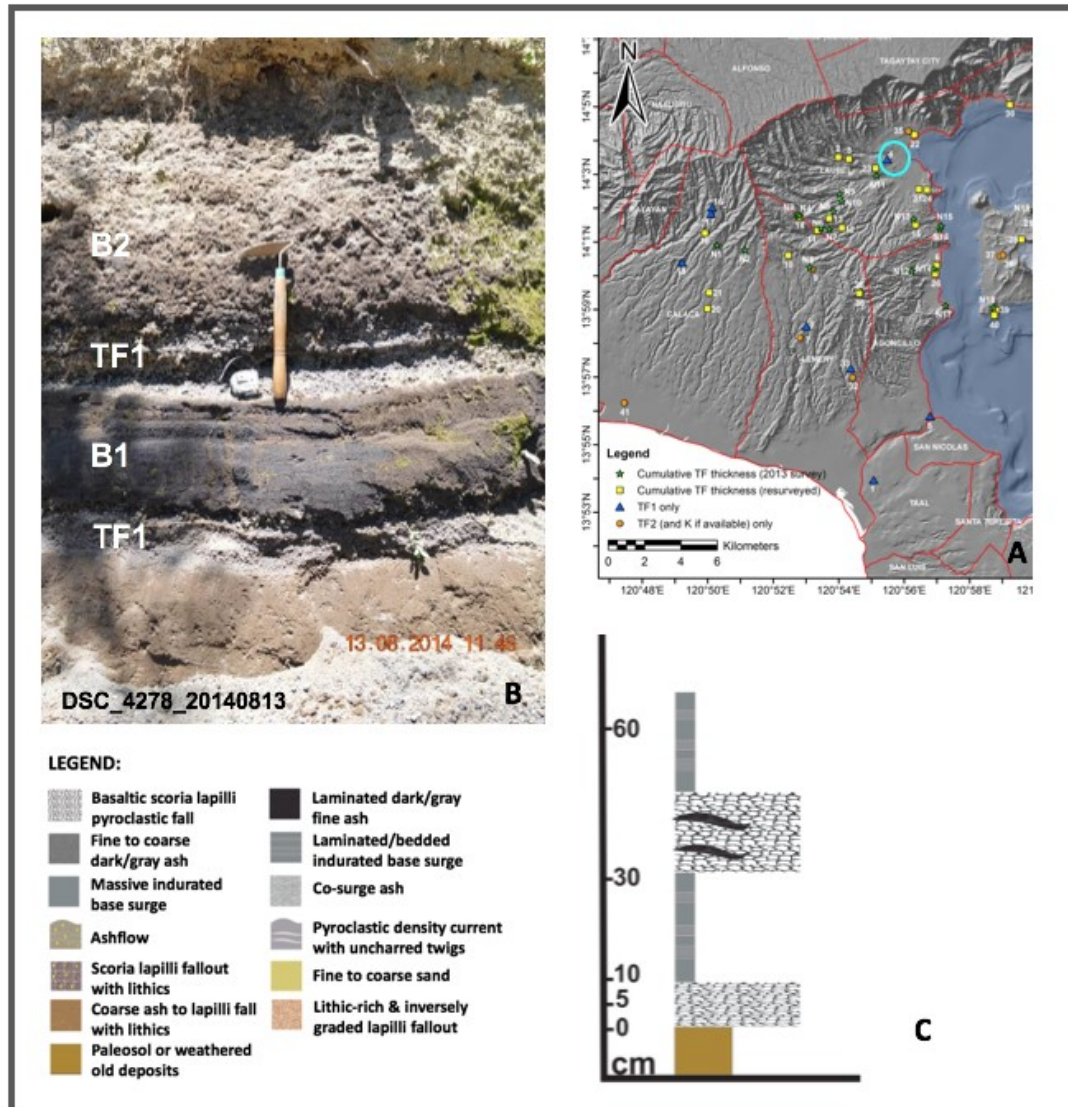 B2
TF1
B1
TF1
13.08.2014 11:46
DSC_4278_20140813
B
N
ALFONSO
TAGAYTAY CITY
NASUGBU
LAUREL
CALACA
LEMERY
AGONCILLO
SAN NICOLAS
TAAL
SANTA TERESITA
SAN LUIS
14°5'N
14°3'N
14°1'N
13°59'N
13°57'N
13°55'N
13°53'N
41
Legend
Cumulative TF thickness (2013 survey)
Cumulative TF thickness (resurveyed)
TF1 only
TF2 (and K if available) only
Kilometers
0 1 2 4 6
A
120°48'E 120°50'E 120°52'E 120°54'E 120°56'E 120°58'E
LEGEND:
Basaltic scoria lapilli
pyroclastic fall
Fine to coarse
dark/gray ash
Massive indurated
base surge
Ashflow
Scoria lapilli fallout
with lithics
Coarse ash to lapilli fall
with lithics
Paleosol or weathered
old deposits
Laminated dark/gray
fine ash
Laminated/bedded
indurated base surge
Co-surge ash
Pyroclastic density current
with uncharred twigs
Fine to coarse sand
Lithic-rich & inversely
graded lapilli fallout
60
30
10
5
0
cm
C